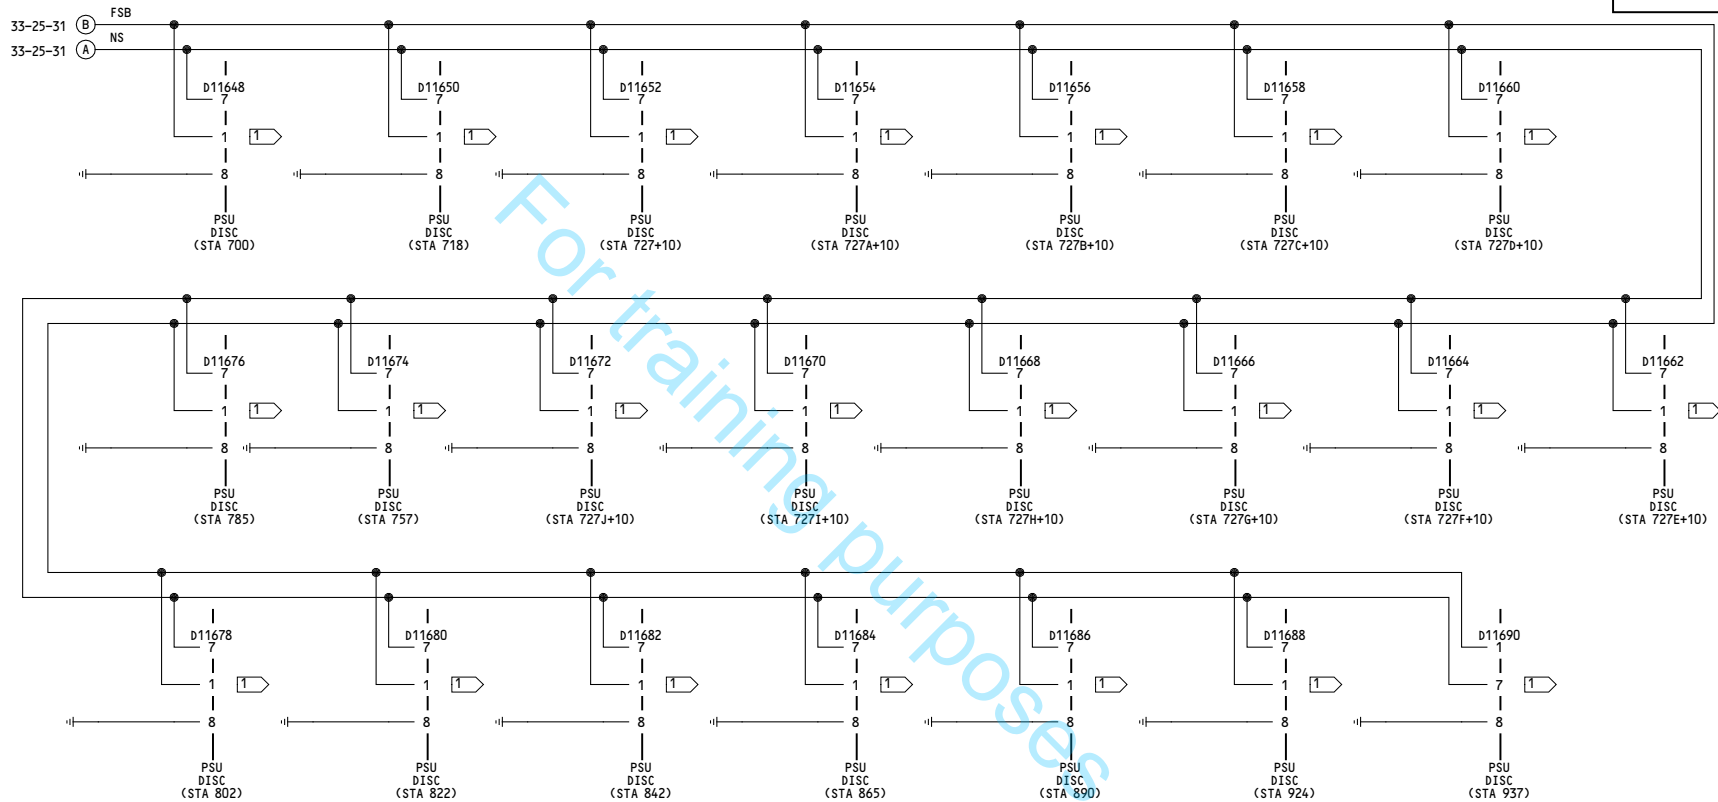 33-25-31 B FSB
33-25-31 A NS
D11648 D11650 D11652 D11654 D11656 D11658 D11660
7 7 7 7 7 7 7
1 1 1 1 1 1 1 1 1 1 1 1 1 1
8 8 8 8 8 8 8
PSU PSU PSU PSU PSU PSU PSU
DISC DISC DISC DISC DISC DISC DISC
(STA 700) (STA 718) (STA 727+10) (STA 727A+10) (STA 727B+10) (STA 727C+10) (STA 727D+10)
D11676 D11674 D11672 D11670 D11668 D11666 D11664 D11662
7 7 7 7 7 7 7 7
1 1 1 1 1 1 1 1 1 1 1 1 1 1 1 1
8 8 8 8 8 8 8 8
PSU PSU PSU PSU PSU PSU PSU PSU
DISC DISC DISC DISC DISC DISC DISC DISC
(STA 785) (STA 757) (STA 727J+10) (STA 727I+10) (STA 727H+10) (STA 727G+10) (STA 727F+10) (STA 727E+10)
D11678 D11680 D11682 D11684 D11686 D11688 D11690
7 7 7 7 7 7 1
1 1 1 1 1 1 1 1 1 1 1 1 7 1
8 8 8 8 8 8 8
PSU PSU PSU PSU PSU PSU PSU
DISC DISC DISC DISC DISC DISC DISC
(STA 802) (STA 822) (STA 842) (STA 865) (STA 890) (STA 924) (STA 937)
For training purposes